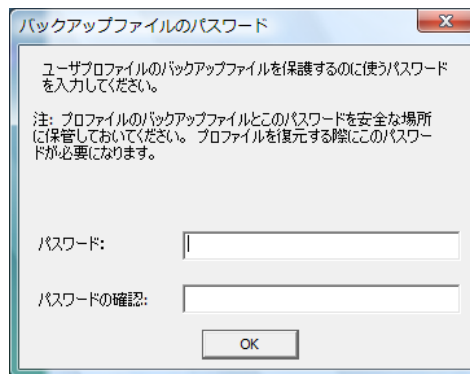 バックアップファイルのパスワード
ユーザプロファイルのバックアップファイルを保護するのに使うパスワード
を入力してください。
注: プロファイルのバックアップファイルとこのパスワードを安全な場所
に保管しておいてください。 プロファイルを復元する際にこのパスワー
ドが必要になります。
パスワード:
パスワードの確認:
OK